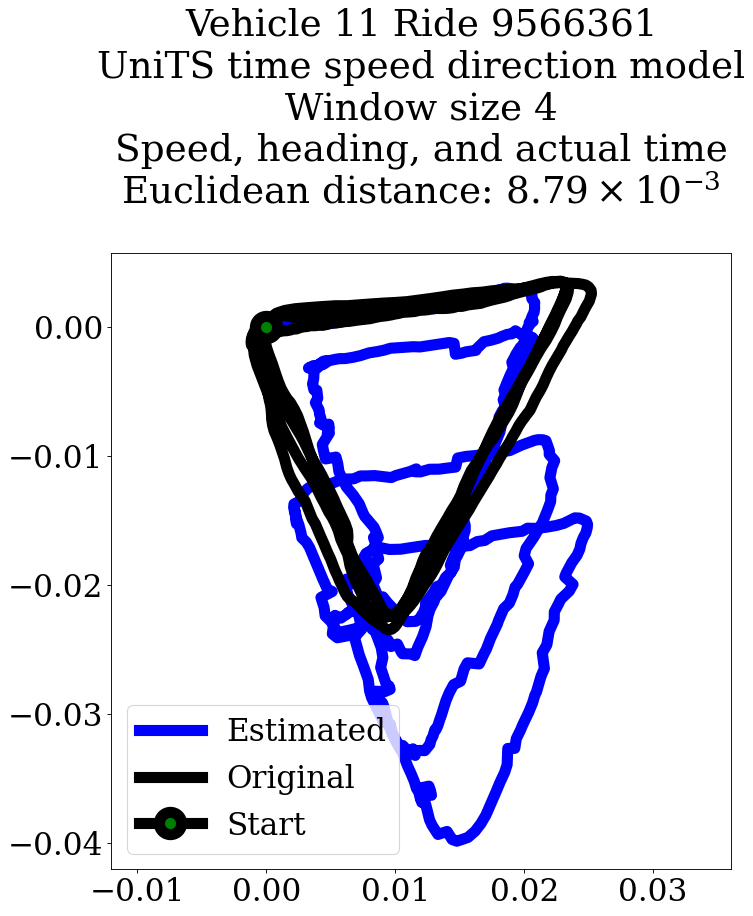 Vehicle 11 Ride 9566361
UniTS time speed direction model
Window size 4
Speed, heading, and actual time
Euclidean distance: 8.79 × 10⁻³
0.00
−0.01
−0.02
−0.03
−0.04
Estimated
Original
Start
−0.01 0.00 0.01 0.02 0.03